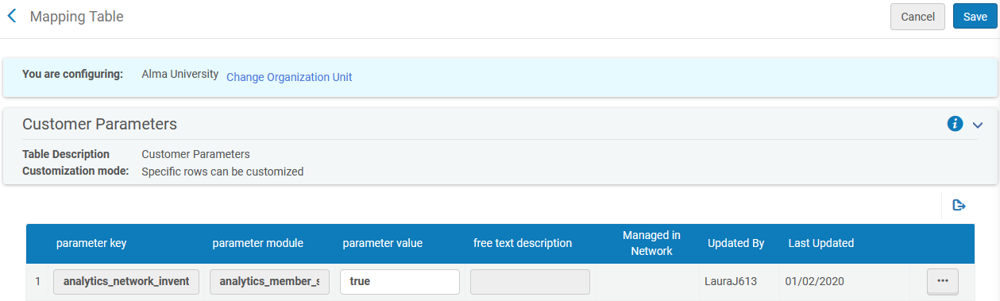 Mapping Table
Cancel
Save
You are configuring: Alma University Change Organization Unit
Customer Parameters
Table Description Customer Parameters
Customization mode: Specific rows can be customized
parameter key parameter module parameter value free text description Managed in Network Updated By Last Updated
1 analytics_network_invent analytics_member_s true LauraJ613 01/02/2020